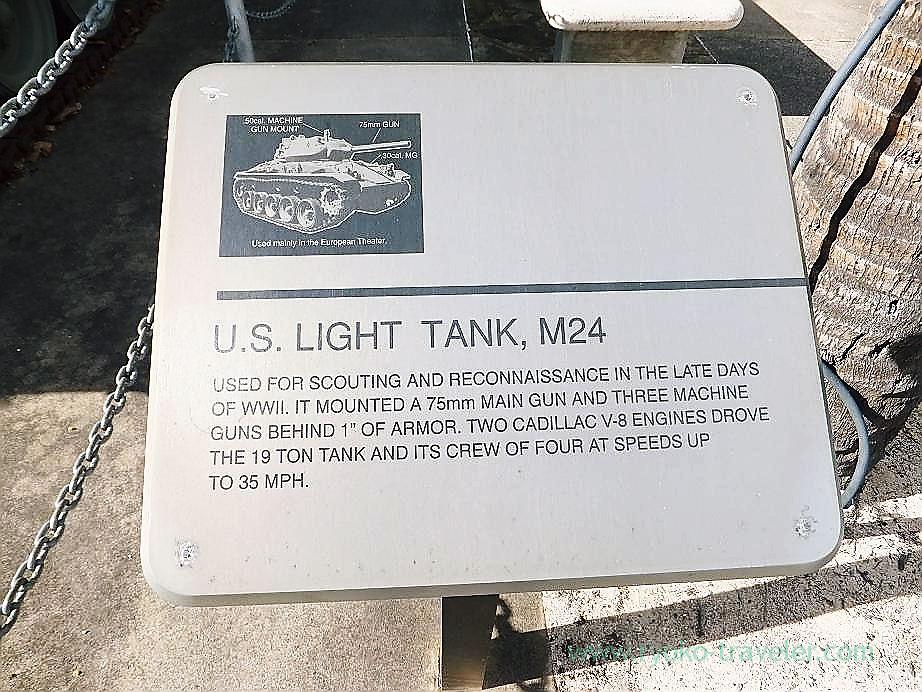 .50cal. MACHINE
GUN MOUNT
75mm GUN
.30cal. MG
Used mainly in the European Theater.
U.S. LIGHT TANK, M24
USED FOR SCOUTING AND RECONNAISSANCE IN THE LATE DAYS
OF WWII. IT MOUNTED A 75mm MAIN GUN AND THREE MACHINE
GUNS BEHIND 1" OF ARMOR. TWO CADILLAC V-8 ENGINES DROVE
THE 19 TON TANK AND ITS CREW OF FOUR AT SPEEDS UP
TO 35 MPH.
www.ryoko-traveler.com